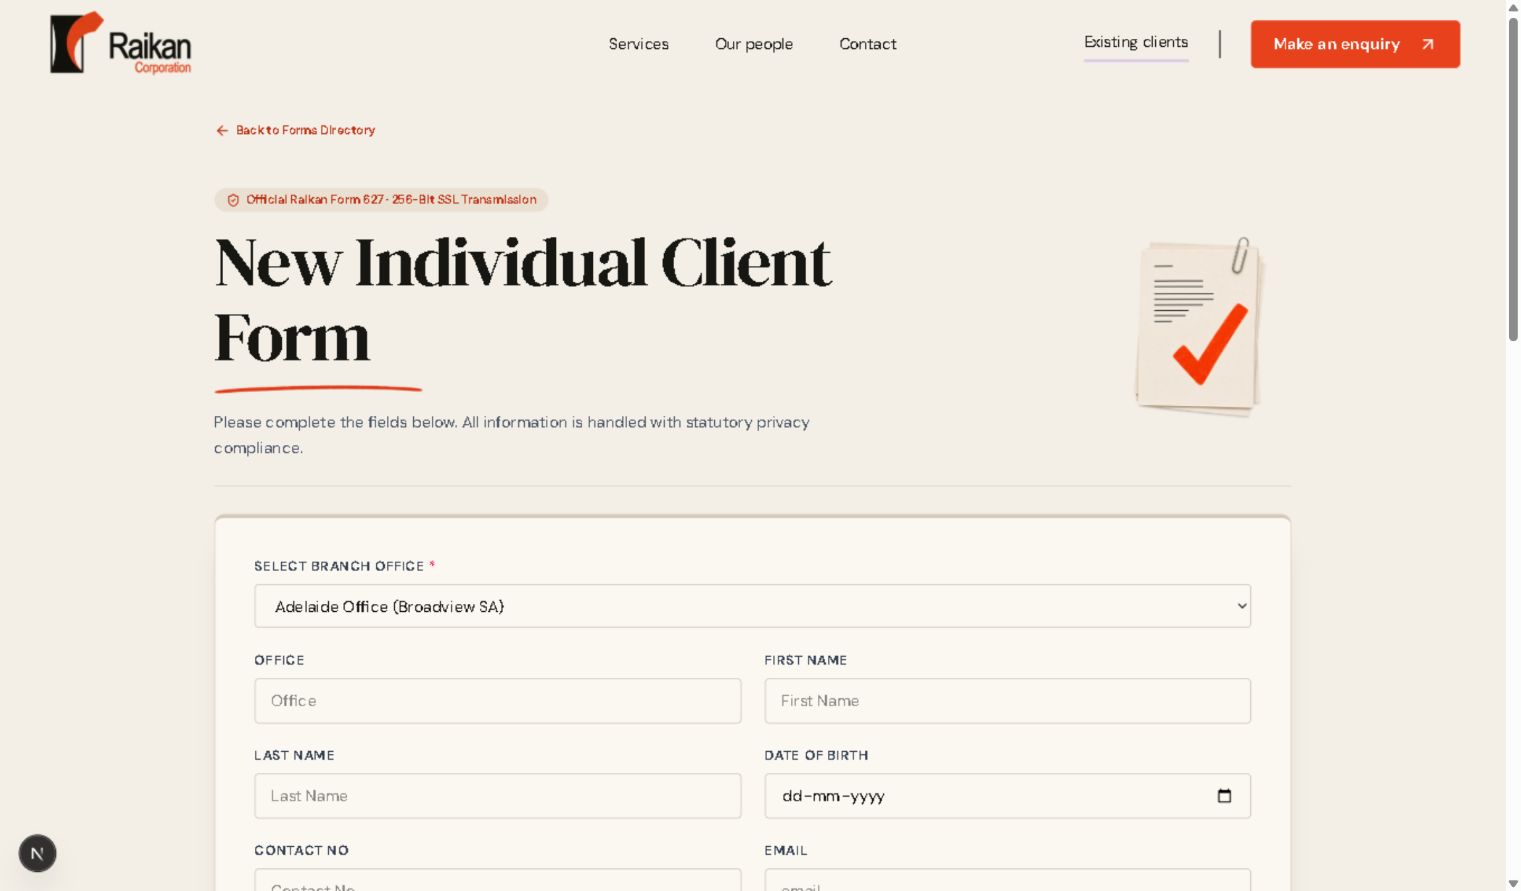 Raikan
Corporation
Services
Our people
Contact
Existing clients
Make an enquiry
Back to Forms Directory
Official Raikan Form 627 · 256-Bit SSL Transmission
New Individual Client
Form
Please complete the fields below. All information is handled with statutory privacy
compliance.
SELECT BRANCH OFFICE *
Adelaide Office (Broadview SA)
OFFICE
FIRST NAME
Office
First Name
LAST NAME
DATE OF BIRTH
Last Name
dd-mm-yyyy
CONTACT NO
EMAIL
Contact No
email
N